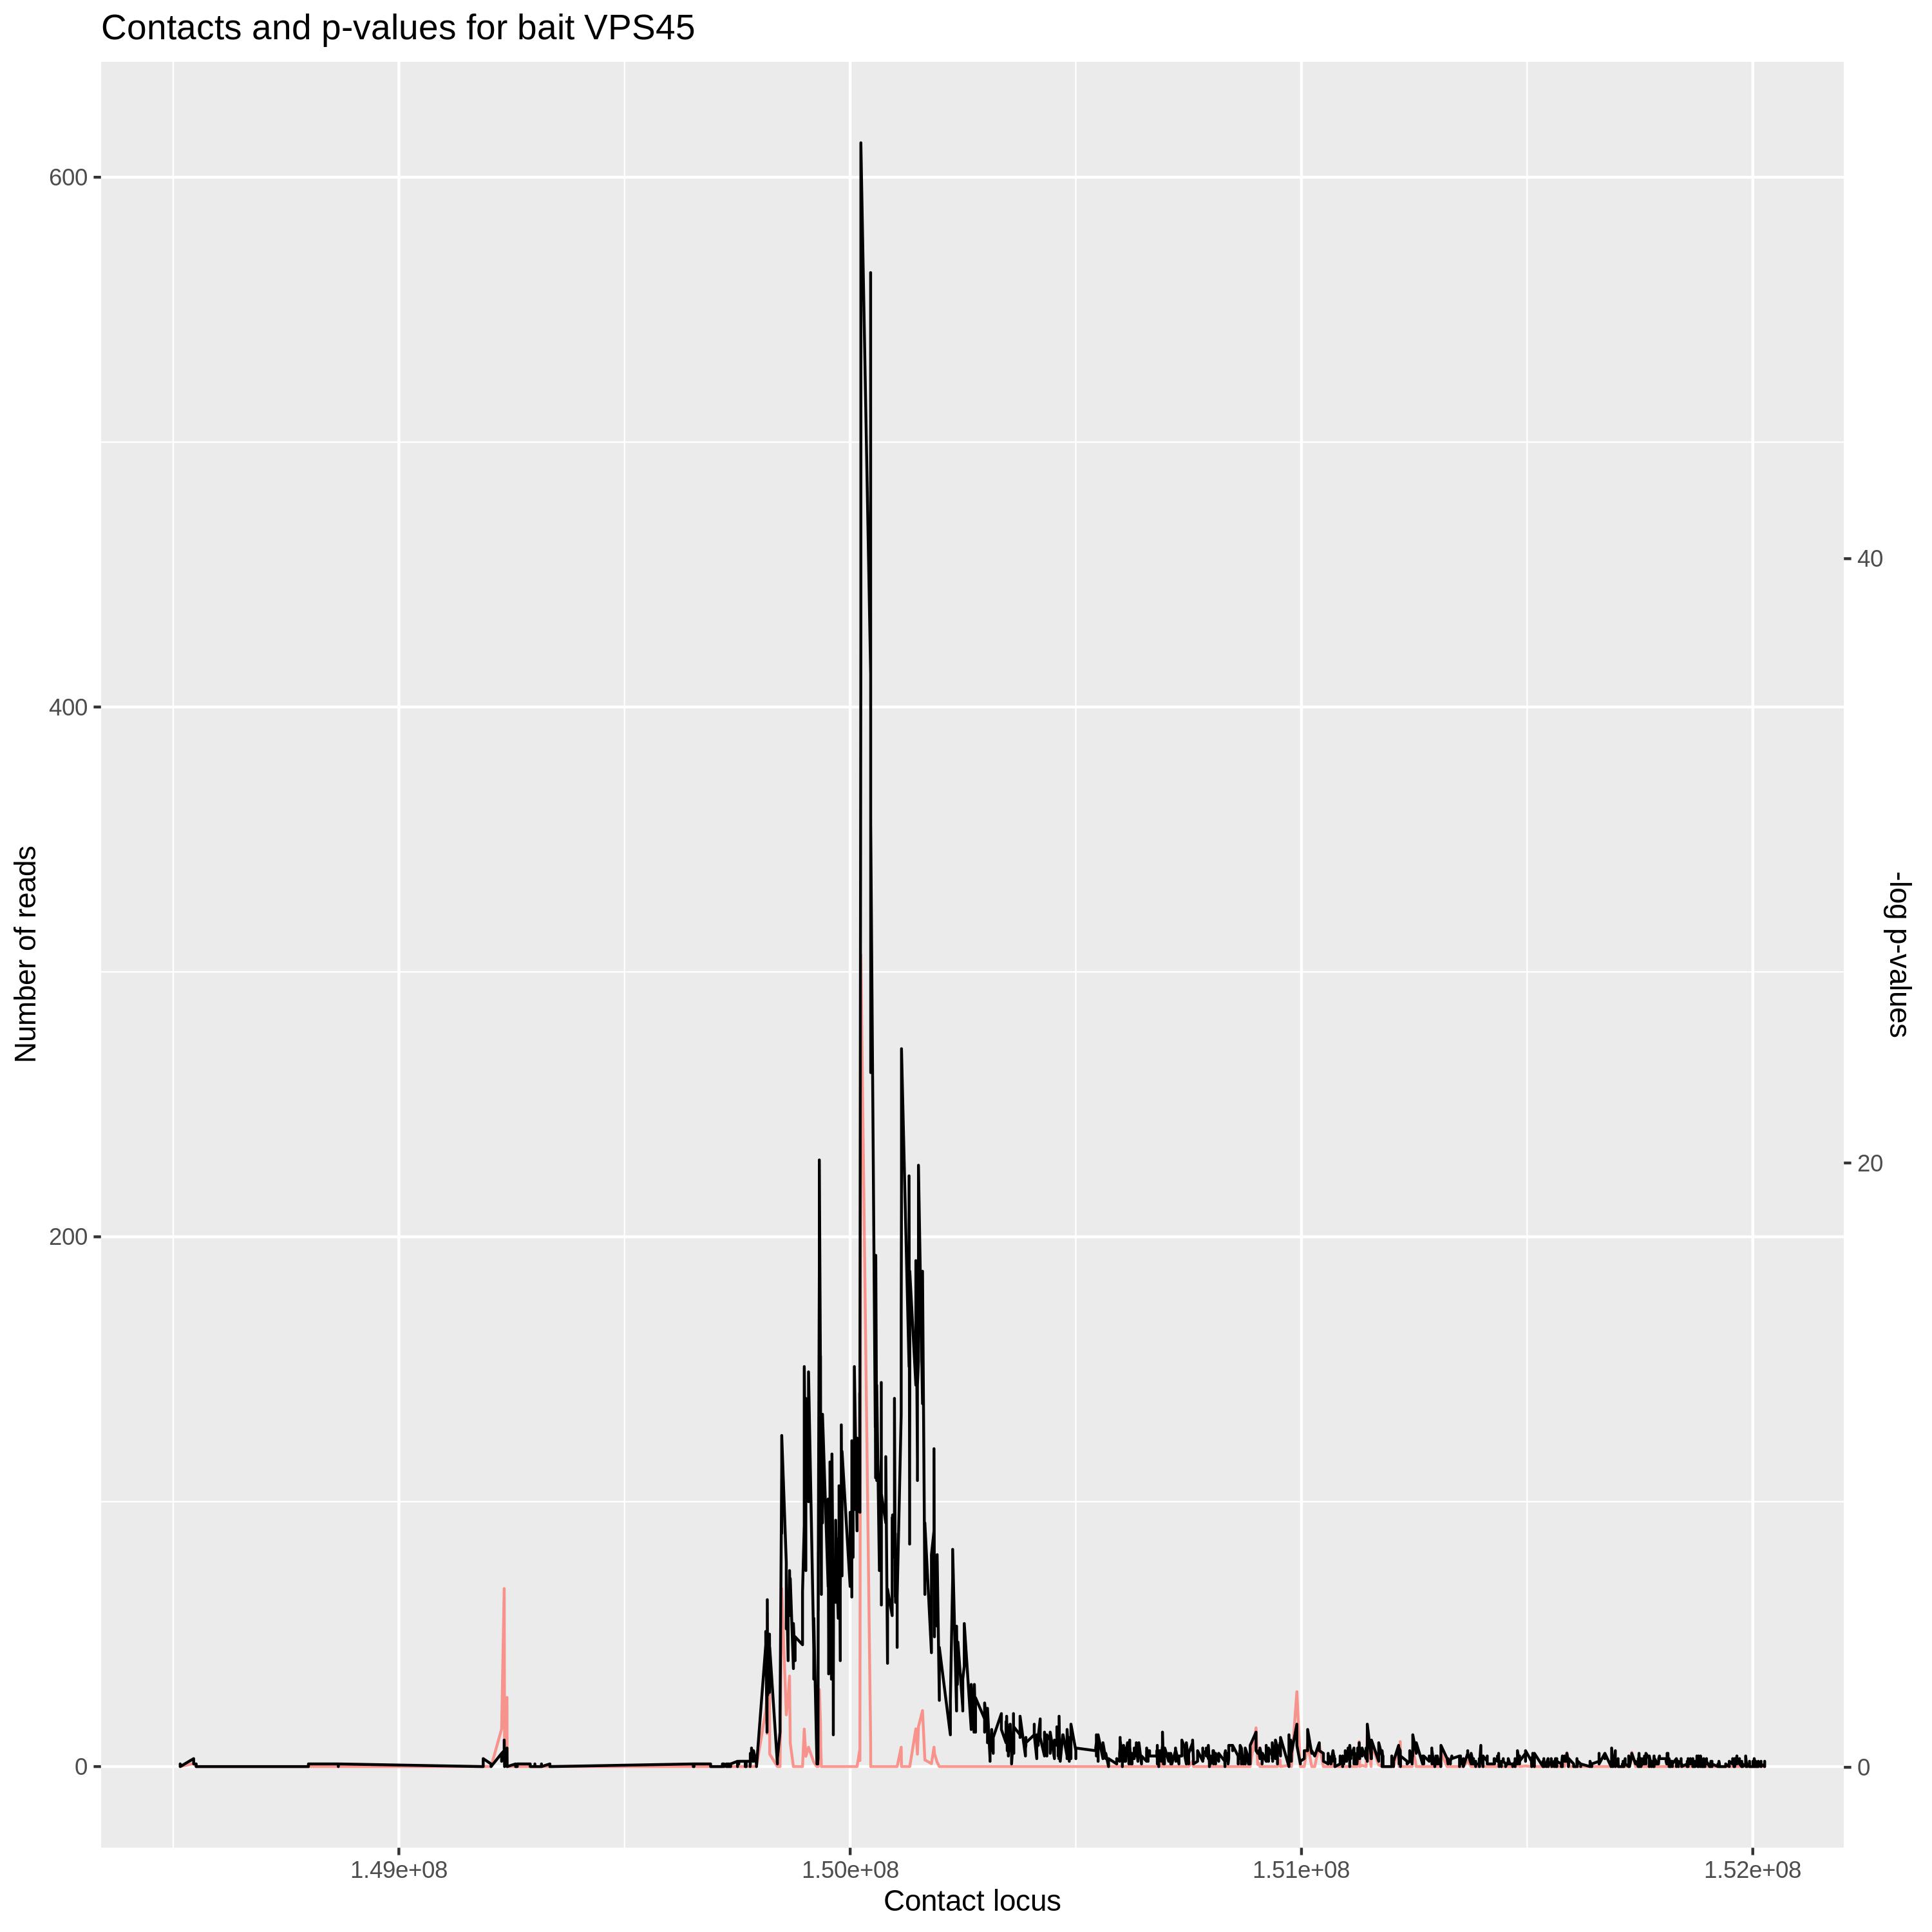 Contacts and p-values for bait VPS45
600
400
200
0
Number of reads
40
20
0
-log p-values
1.49e+08
1.50e+08
1.51e+08
1.52e+08
Contact locus